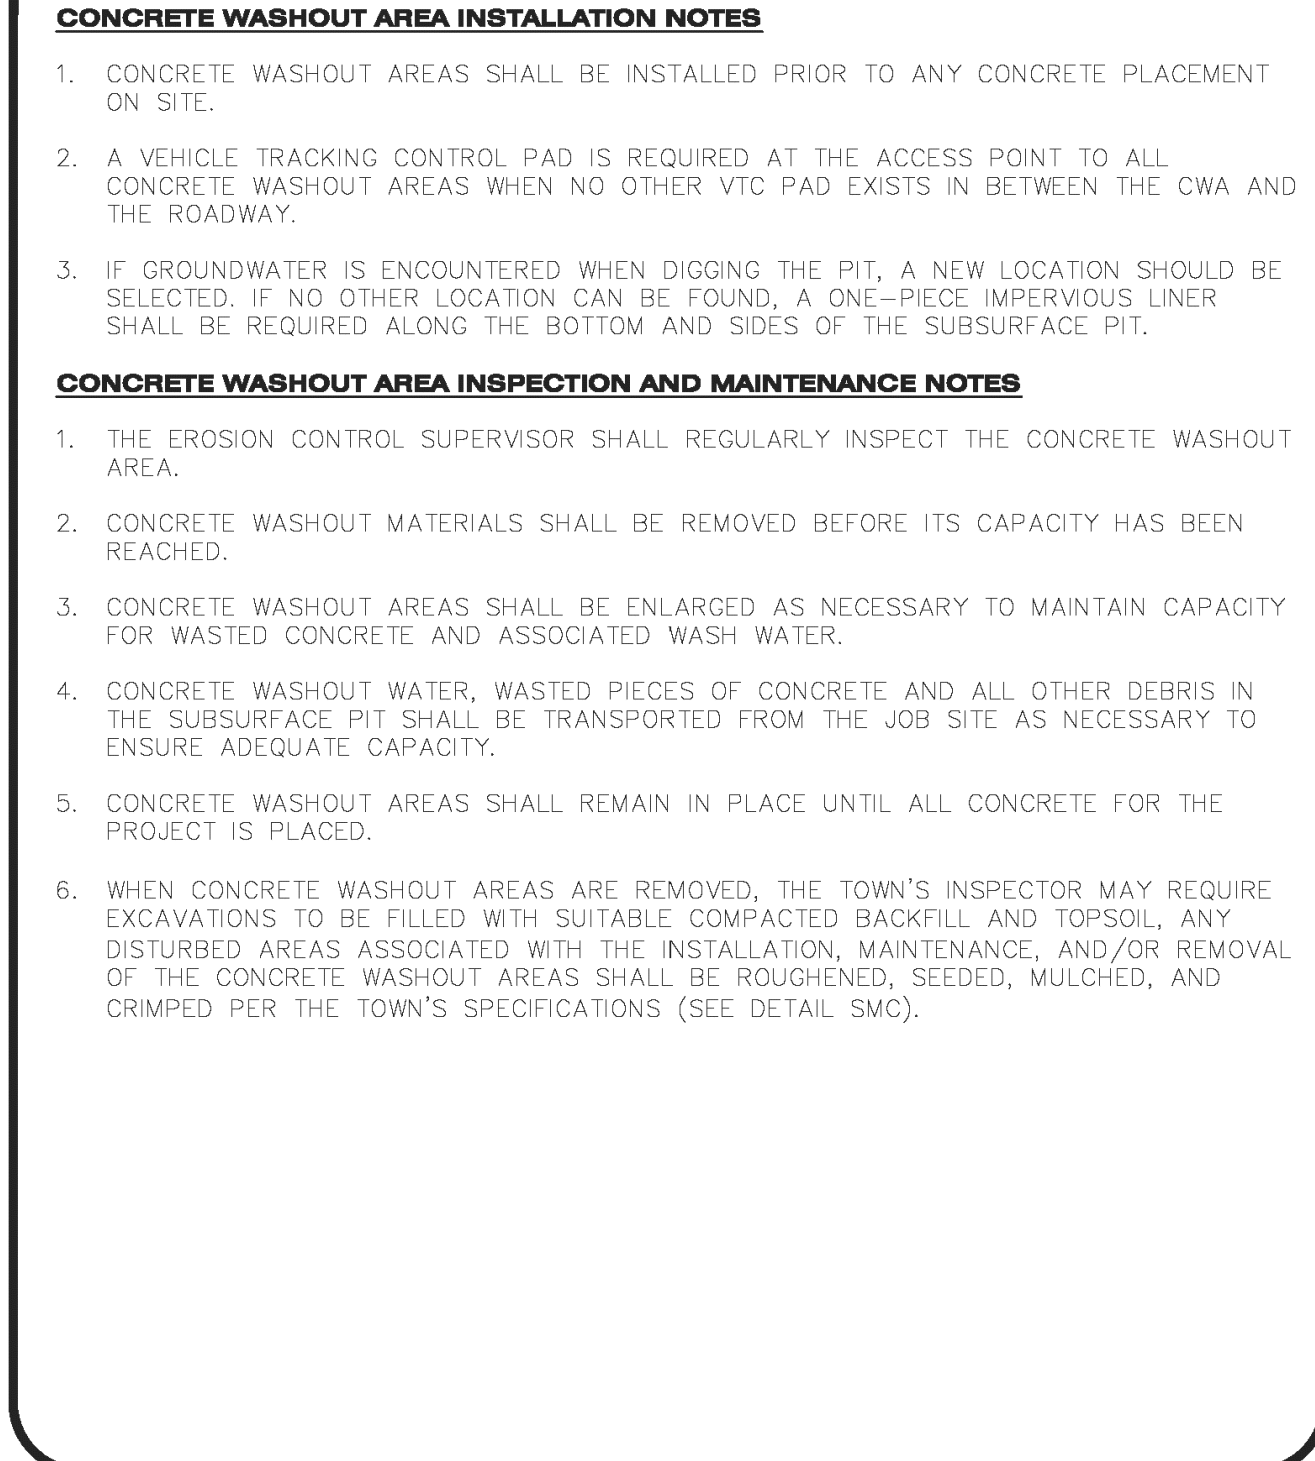 CONCRETE WASHOUT AREA INSTALLATION NOTES
1. CONCRETE WASHOUT AREAS SHALL BE INSTALLED PRIOR TO ANY CONCRETE PLACEMENT
ON SITE.
2. A VEHICLE TRACKING CONTROL PAD IS REQUIRED AT THE ACCESS POINT TO ALL
CONCRETE WASHOUT AREAS WHEN NO OTHER VTC PAD EXISTS IN BETWEEN THE CWA AND
THE ROADWAY.
3. IF GROUNDWATER IS ENCOUNTERED WHEN DIGGING THE PIT, A NEW LOCATION SHOULD BE
SELECTED. IF NO OTHER LOCATION CAN BE FOUND, A ONE-PIECE IMPERVIOUS LINER
SHALL BE REQUIRED ALONG THE BOTTOM AND SIDES OF THE SUBSURFACE PIT.
CONCRETE WASHOUT AREA INSPECTION AND MAINTENANCE NOTES
1. THE EROSION CONTROL SUPERVISOR SHALL REGULARLY INSPECT THE CONCRETE WASHOUT
AREA.
2. CONCRETE WASHOUT MATERIALS SHALL BE REMOVED BEFORE ITS CAPACITY HAS BEEN
REACHED.
3. CONCRETE WASHOUT AREAS SHALL BE ENLARGED AS NECESSARY TO MAINTAIN CAPACITY
FOR WASTED CONCRETE AND ASSOCIATED WASH WATER.
4. CONCRETE WASHOUT WATER, WASTED PIECES OF CONCRETE AND ALL OTHER DEBRIS IN
THE SUBSURFACE PIT SHALL BE TRANSPORTED FROM THE JOB SITE AS NECESSARY TO
ENSURE ADEQUATE CAPACITY.
5. CONCRETE WASHOUT AREAS SHALL REMAIN IN PLACE UNTIL ALL CONCRETE FOR THE
PROJECT IS PLACED.
6. WHEN CONCRETE WASHOUT AREAS ARE REMOVED, THE TOWN'S INSPECTOR MAY REQUIRE
EXCAVATIONS TO BE FILLED WITH SUITABLE COMPACTED BACKFILL AND TOPSOIL, ANY
DISTURBED AREAS ASSOCIATED WITH THE INSTALLATION, MAINTENANCE, AND/OR REMOVAL
OF THE CONCRETE WASHOUT AREAS SHALL BE ROUGHENED, SEEDED, MULCHED, AND
CRIMPED PER THE TOWN'S SPECIFICATIONS (SEE DETAIL SMC).